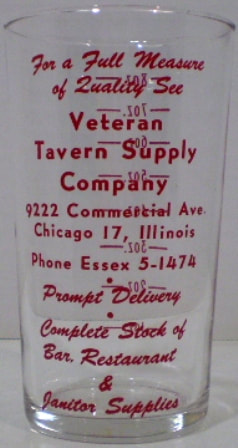 For a Full Measure
of Quality See
Veteran
Tavern Supply
Company
9222 Commercial Ave.
Chicago 17, Illinois
Phone Essex 5-1474
•
Prompt Delivery
•
Complete Stock of
Bar, Restaurant
&
Janitor Supplies